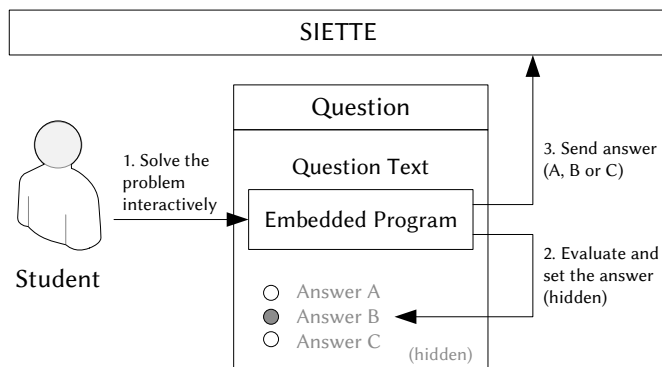 SIETTE
Question
1. Solve the
problem
interactively
Student
Question Text
Embedded Program
3. Send answer
(A, B or C)
2. Evaluate and
set the answer
(hidden)
Answer A
Answer B
Answer C
(hidden)